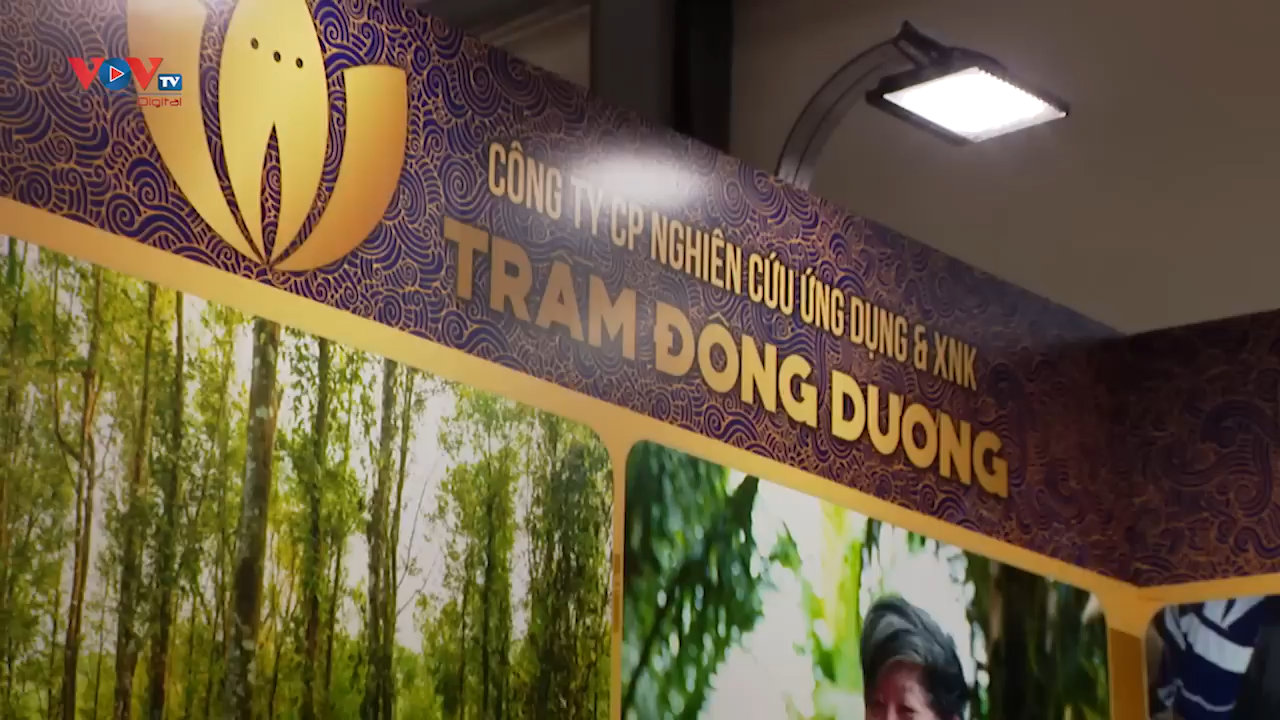 VOV TV
Digital
CÔNG TY CP NGHIÊN CỨU ỨNG DỤNG & XNK
TRẦM ĐÔNG DƯƠNG